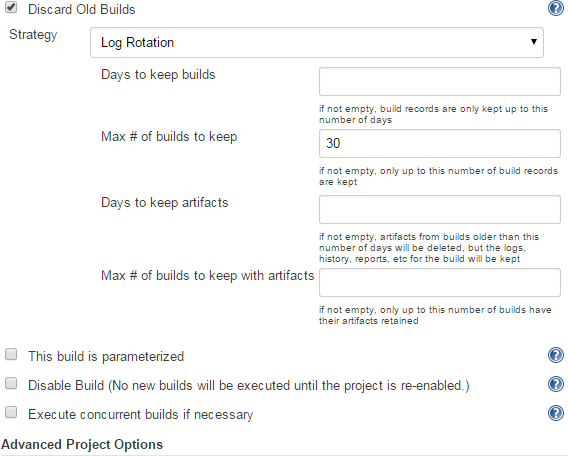 Discard Old Builds
Strategy
Log Rotation
Days to keep builds
if not empty, build records are only kept up to this
number of days
Max # of builds to keep
30
if not empty, only up to this number of build records
are kept
Days to keep artifacts
if not empty, artifacts from builds older than this
number of days will be deleted, but the logs,
history, reports, etc for the build will be kept
Max # of builds to keep with artifacts
if not empty, only up to this number of builds have
their artifacts retained
This build is parameterized
Disable Build (No new builds will be executed until the project is re-enabled.)
Execute concurrent builds if necessary
Advanced Project Options